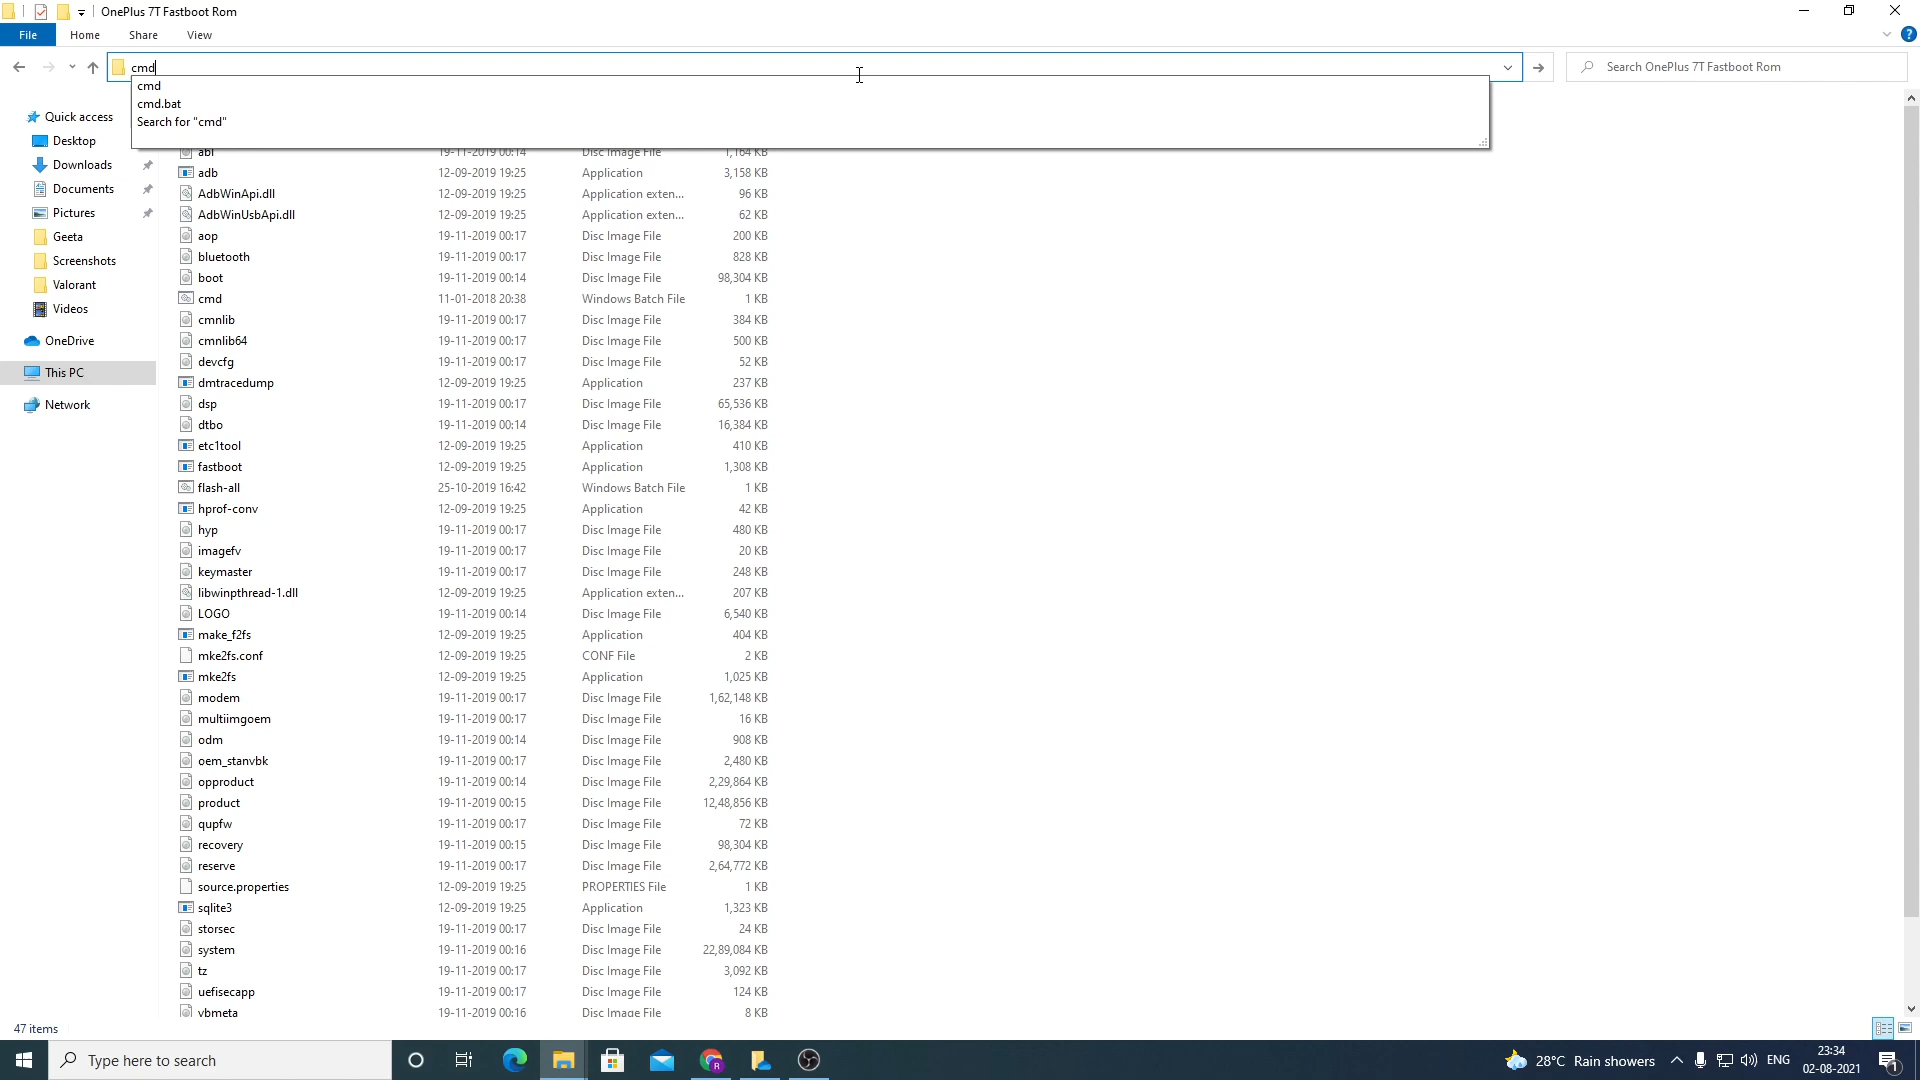 OnePlus 7T Fastboot Rom
File Home Share View
cmd
Search OnePlus 7T Fastboot Rom
cmd
cmd.bat
Search for "cmd"
Quick access
Desktop
Downloads
Documents
Pictures
Geeta
Screenshots
Valorant
Videos
OneDrive
This PC
Network
abl 19-11-2019 00:14 Disc Image File 1,164 KB
adb 12-09-2019 19:25 Application 3,158 KB
AdbWinApi.dll 12-09-2019 19:25 Application exten... 96 KB
AdbWinUsbApi.dll 12-09-2019 19:25 Application exten... 62 KB
aop 19-11-2019 00:17 Disc Image File 200 KB
bluetooth 19-11-2019 00:17 Disc Image File 828 KB
boot 19-11-2019 00:14 Disc Image File 98,304 KB
cmd 11-01-2018 20:38 Windows Batch File 1 KB
cmnlib 19-11-2019 00:17 Disc Image File 384 KB
cmnlib64 19-11-2019 00:17 Disc Image File 500 KB
devcfg 19-11-2019 00:17 Disc Image File 52 KB
dmtracedump 12-09-2019 19:25 Application 237 KB
dsp 19-11-2019 00:17 Disc Image File 65,536 KB
dtbo 19-11-2019 00:14 Disc Image File 16,384 KB
etc1tool 12-09-2019 19:25 Application 410 KB
fastboot 12-09-2019 19:25 Application 1,308 KB
flash-all 25-10-2019 16:42 Windows Batch File 1 KB
hprof-conv 12-09-2019 19:25 Application 42 KB
hyp 19-11-2019 00:17 Disc Image File 480 KB
imagefv 19-11-2019 00:17 Disc Image File 20 KB
keymaster 19-11-2019 00:17 Disc Image File 248 KB
libwinpthread-1.dll 12-09-2019 19:25 Application exten... 207 KB
LOGO 19-11-2019 00:14 Disc Image File 6,540 KB
make_f2fs 12-09-2019 19:25 Application 404 KB
mke2fs.conf 12-09-2019 19:25 CONF File 2 KB
mke2fs 12-09-2019 19:25 Application 1,025 KB
modem 19-11-2019 00:17 Disc Image File 1,62,148 KB
multiimgoem 19-11-2019 00:17 Disc Image File 16 KB
odm 19-11-2019 00:14 Disc Image File 908 KB
oem_stanvbk 19-11-2019 00:17 Disc Image File 2,480 KB
opproduct 19-11-2019 00:14 Disc Image File 2,29,864 KB
product 19-11-2019 00:15 Disc Image File 12,48,856 KB
qupfw 19-11-2019 00:17 Disc Image File 72 KB
recovery 19-11-2019 00:15 Disc Image File 98,304 KB
reserve 19-11-2019 00:17 Disc Image File 2,64,772 KB
source.properties 12-09-2019 19:25 PROPERTIES File 1 KB
sqlite3 12-09-2019 19:25 Application 1,323 KB
storsec 19-11-2019 00:17 Disc Image File 24 KB
system 19-11-2019 00:16 Disc Image File 22,89,084 KB
tz 19-11-2019 00:17 Disc Image File 3,092 KB
uefisecapp 19-11-2019 00:17 Disc Image File 124 KB
vbmeta 19-11-2019 00:16 Disc Image File 8 KB
47 items
Type here to search
28°C Rain showers
ENG
23:34
02-08-2021
1